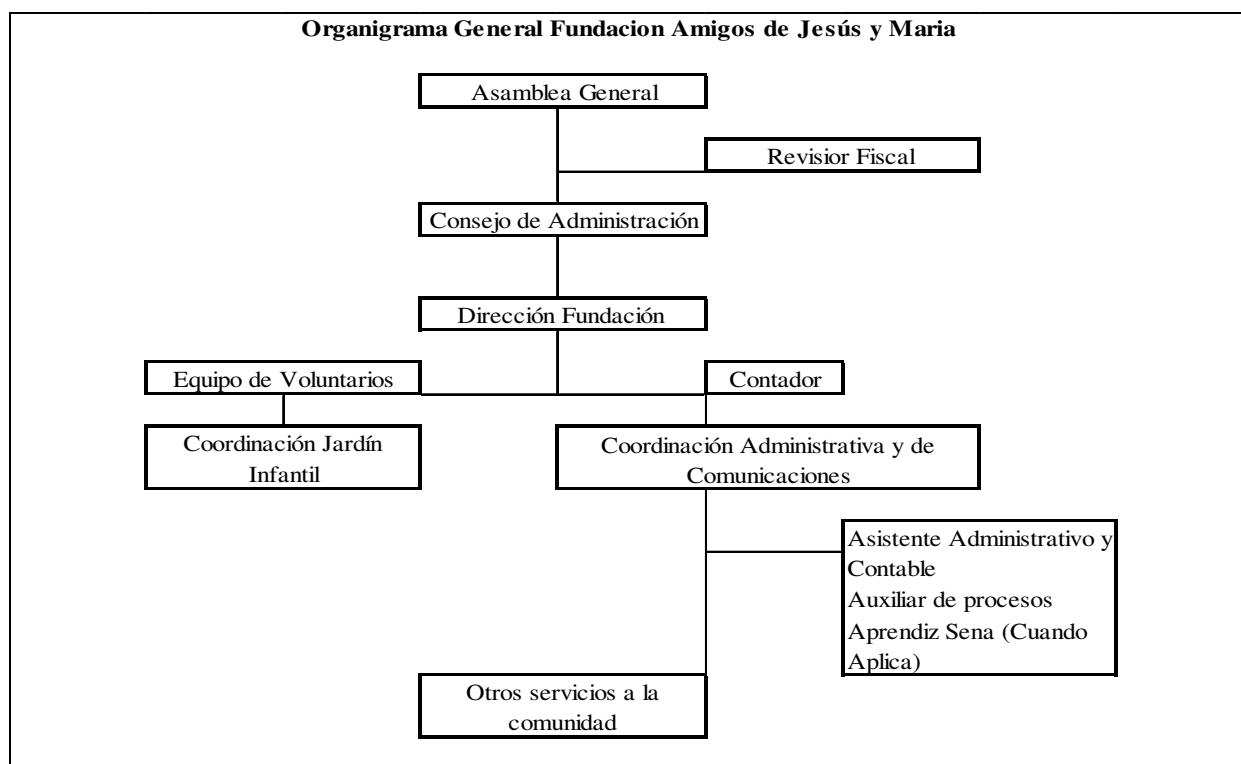 Organigrama General Fundacion Amigos de Jesús y Maria
Asamblea General
Revisior Fiscal
Consejo de Administración
Dirección Fundación
Equipo de Voluntarios
Contador
Coordinación Jardín
Infantil
Coordinación Administrativa y de
Comunicaciones
Asistente Administrativo y
Contable
Auxiliar de procesos
Aprendiz Sena (Cuando
Aplica)
Otros servicios a la
comunidad